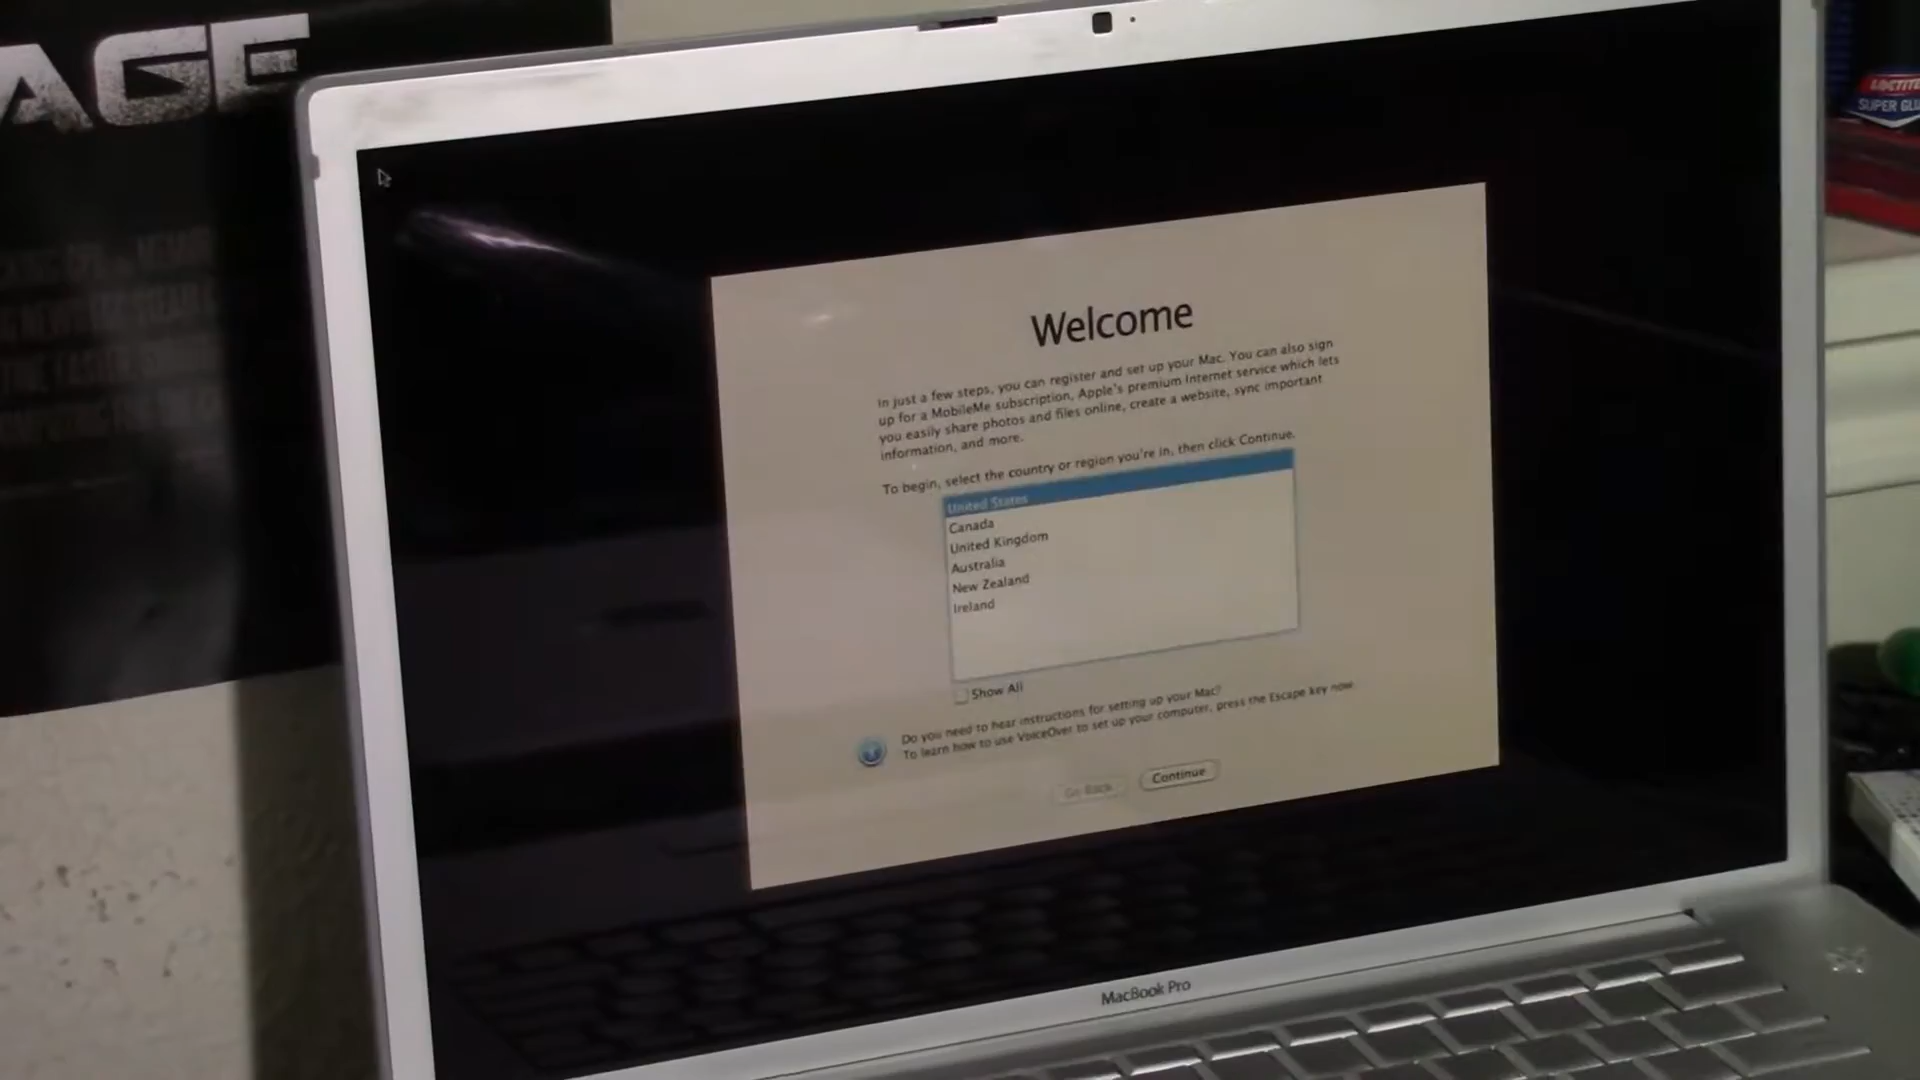 AGE
LOCTITE
SUPER GLU
Welcome
In just a few steps, you can register and set up your Mac. You can also sign
up for a MobileMe subscription, Apple's premium Internet service which lets
you easily share photos and files online, create a website, sync important
information, and more.
To begin, select the country or region you're in, then click Continue.
United States
Canada
United Kingdom
Australia
New Zealand
Ireland
Show All
Do you need to hear instructions for setting up your Mac?
To learn how to use VoiceOver to set up your computer, press the Escape key now.
Go Back
Continue
MacBook Pro